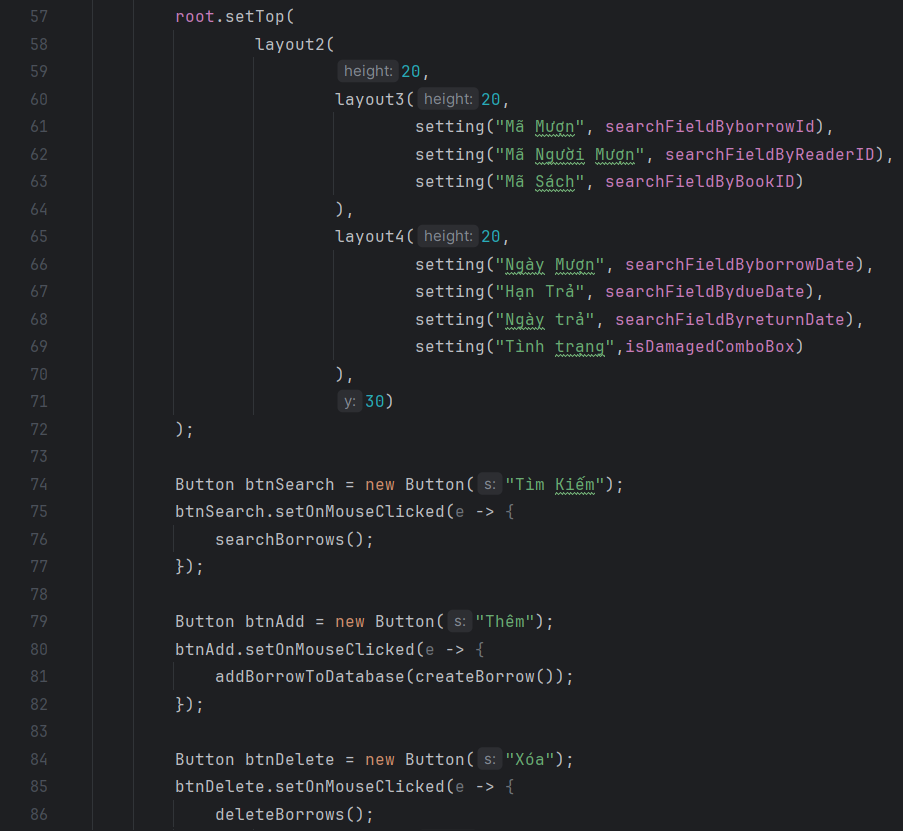 57 root.setTop(
58 layout2(
59 height: 20,
60 layout3( height: 20,
61 setting("Mã Mượn", searchFieldByborrowId),
62 setting("Mã Người Mượn", searchFieldByReaderID),
63 setting("Mã Sách", searchFieldByBookID)
64 ),
65 layout4( height: 20,
66 setting("Ngày Mượn", searchFieldByborrowDate),
67 setting("Hạn Trả", searchFieldBydueDate),
68 setting("Ngày trả", searchFieldByreturnDate),
69 setting("Tình trạng",isDamagedComboBox)
70 ),
71 y: 30)
72 );
73
74 Button btnSearch = new Button( s: "Tìm Kiếm");
75 btnSearch.setOnMouseClicked(e -> {
76 searchBorrows();
77 });
78
79 Button btnAdd = new Button( s: "Thêm");
80 btnAdd.setOnMouseClicked(e -> {
81 addBorrowToDatabase(createBorrow());
82 });
83
84 Button btnDelete = new Button( s: "Xóa");
85 btnDelete.setOnMouseClicked(e -> {
86 deleteBorrows();